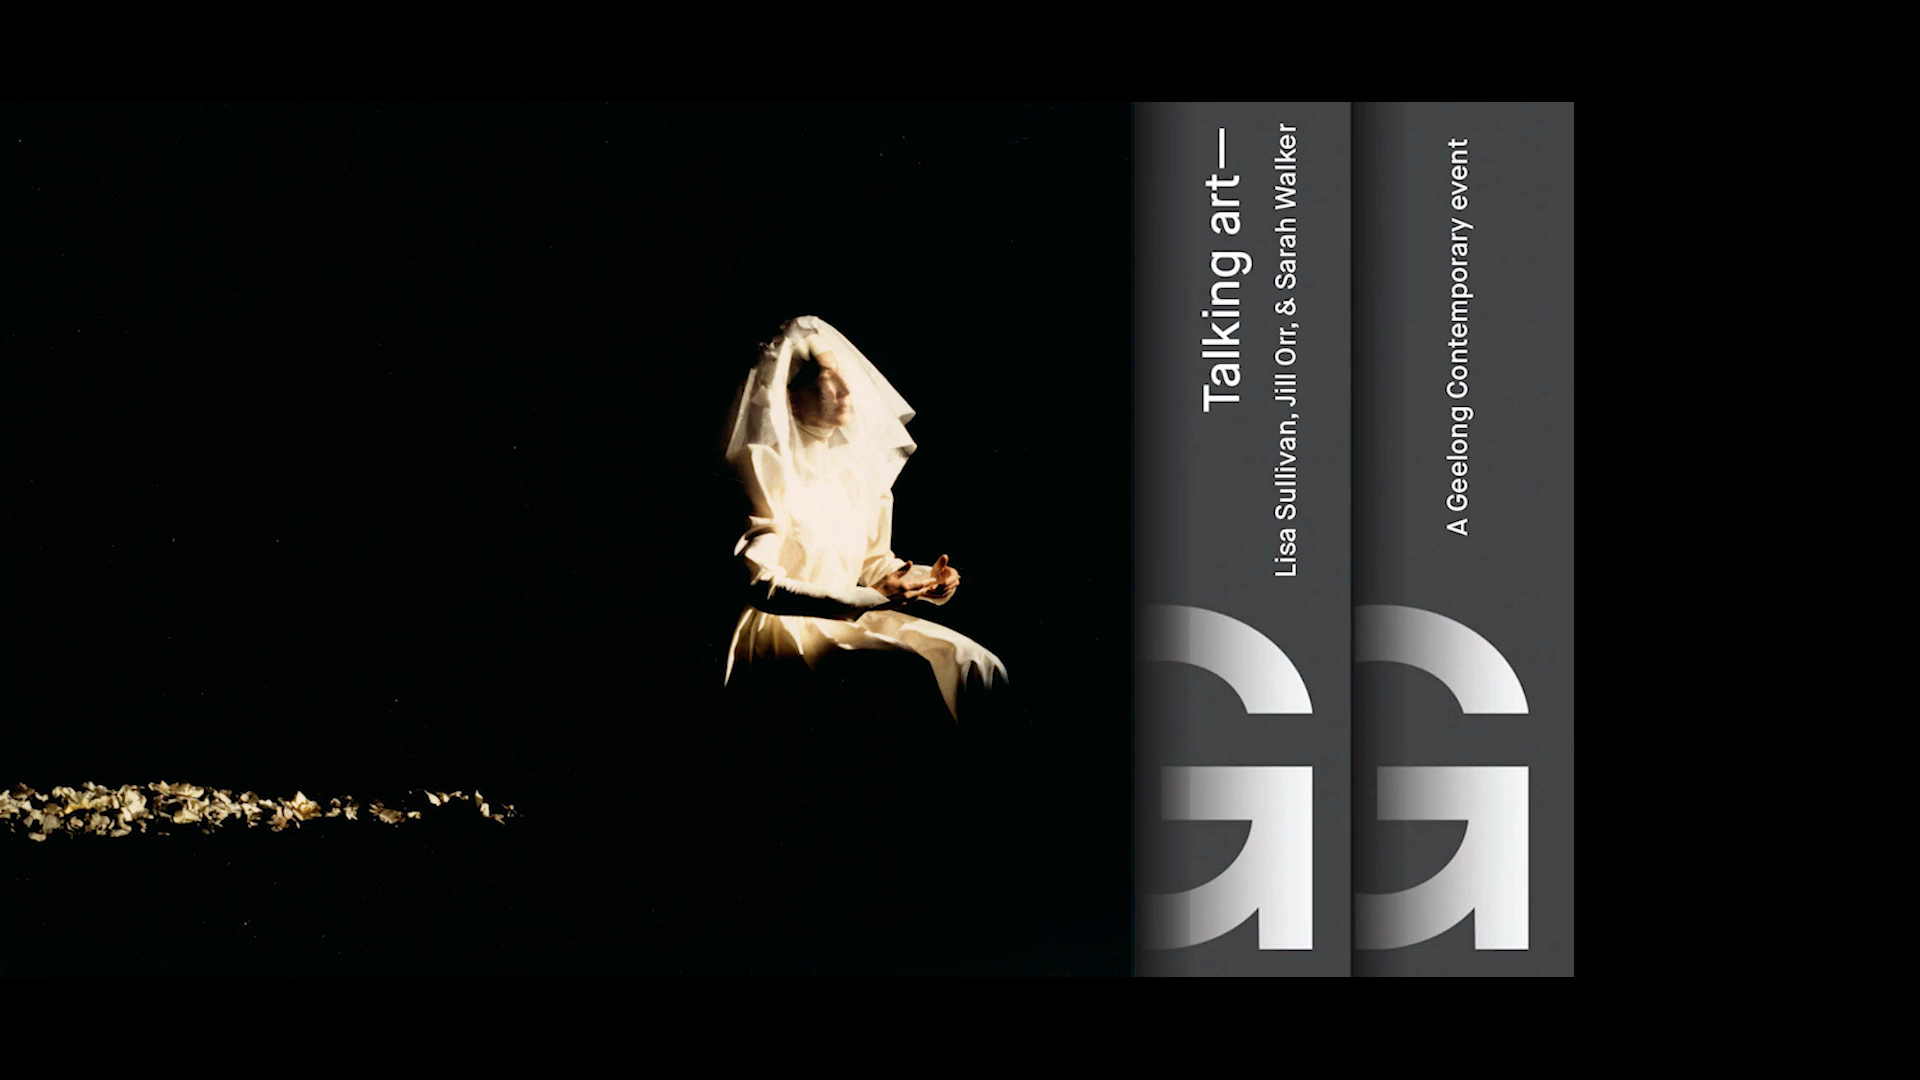 Talking art—
Lisa Sullivan, Jill Orr, & Sarah Walker
A Geelong Contemporary event
G
G